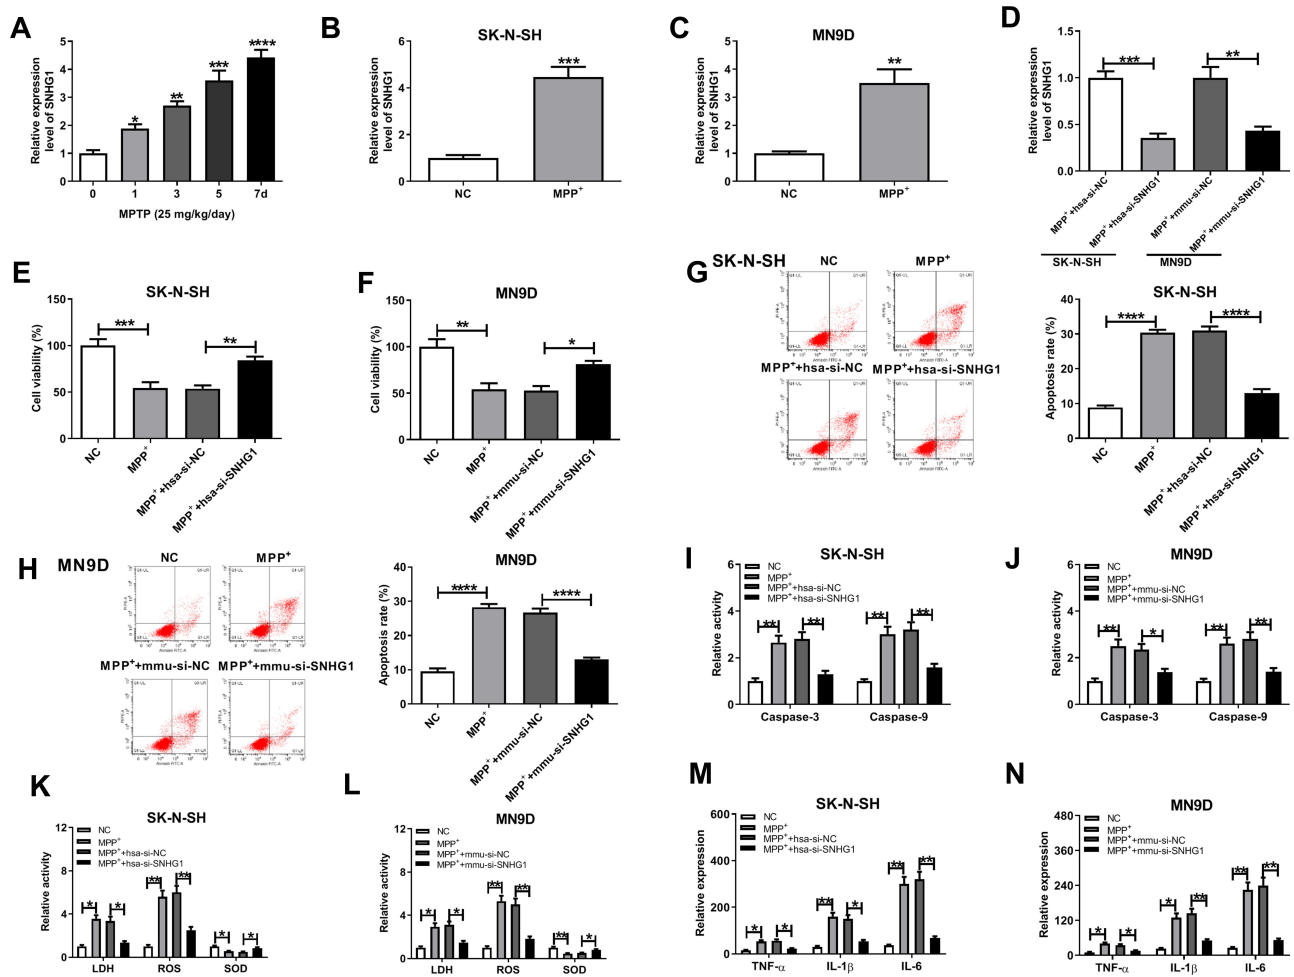 A
Relative expression
level of SNHG1
5
4
3
2
1
0
*
**
***
****
0 1 3 5 7d
MPTP (25 mg/kg/day)
B
SK-N-SH
Relative expression
level of SNHG1
6
4
2
0
***
NC MPP+
C
MN9D
Relative expression
level of SNHG1
5
4
3
2
1
0
**
NC MPP+
D
Relative expression
level of SNHG1
1.5
1.0
0.5
0.0
*** **
MPP++hsa-si-NC
MPP++hsa-si-SNHG1
MPP++mmu-si-NC
MPP++mmu-si-SNHG1
SK-N-SH MN9D
E
SK-N-SH
Cell viability (%)
150
100
50
0
*** **
NC
MPP+
MPP++hsa-si-NC
MPP++hsa-si-SNHG1
F
MN9D
Cell viability (%)
150
100
50
0
** *
NC
MPP+
MPP++mmu-si-NC
MPP++mmu-si-SNHG1
G
SK-N-SH
NC MPP+
MPP++hsa-si-NC MPP++hsa-si-SNHG1
Annexin FITC-A
SK-N-SH
Apoptosis rate (%)
40
30
20
10
0
**** ****
NC
MPP+
MPP++hsa-si-NC
MPP++hsa-si-SNHG1
H
MN9D
NC MPP+
MPP++mmu-si-NC MPP++mmu-si-SNHG1
Annexin FITC-A
MN9D
Apoptosis rate (%)
40
30
20
10
0
**** ****
NC
MPP+
MPP++mmu-si-NC
MPP++mmu-si-SNHG1
I
SK-N-SH
NC
MPP+
MPP++hsa-si-NC
MPP++hsa-si-SNHG1
Relative activity
6
4
2
0
** ** ** **
Caspase-3 Caspase-9
J
MN9D
NC
MPP+
MPP++mmu-si-NC
MPP++mmu-si-SNHG1
Relative activity
6
4
2
0
** * ** **
Caspase-3 Caspase-9
K
SK-N-SH
NC
MPP+
MPP++hsa-si-NC
MPP++hsa-si-SNHG1
Relative activity
12
8
4
0
* * ** ** * *
LDH ROS SOD
L
MN9D
NC
MPP+
MPP++mmu-si-NC
MPP++mmu-si-SNHG1
Relative activity
12
8
4
0
* * ** ** ** *
LDH ROS SOD
M
SK-N-SH
NC
MPP+
MPP++hsa-si-NC
MPP++hsa-si-SNHG1
Relative expression
600
400
200
0
* * ** * ** **
TNF-α IL-1β IL-6
N
MN9D
NC
MPP+
MPP++mmu-si-NC
MPP++mmu-si-SNHG1
Relative expression
480
360
240
120
0
* * * ** ** **
TNF-α IL-1β IL-6